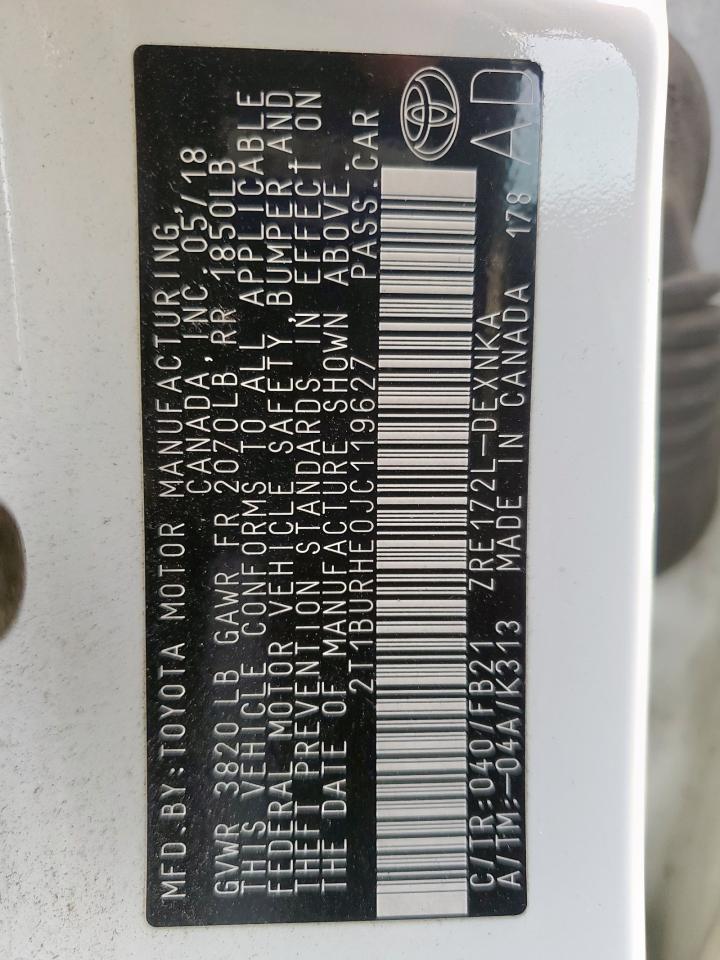 MFD.BY:TOYOTA MOTOR MANUFACTURING,
CANADA, INC. 05/18
GVWR 3820 LB GAWR FR 2070LB, RR 1850LB
THIS VEHICLE CONFORMS TO ALL APPLICABLE
FEDERAL MOTOR VEHICLE SAFETY, BUMPER, AND
THEFT PREVENTION STANDARDS IN EFFECT ON
THE DATE OF MANUFACTURE SHOWN ABOVE.
2T1BURHE0JC119627 PASS.CAR
C/TR:040/FB21 ZRE172L-DEXNKA
A/TM:-04A/K313 MADE IN CANADA 178 AD